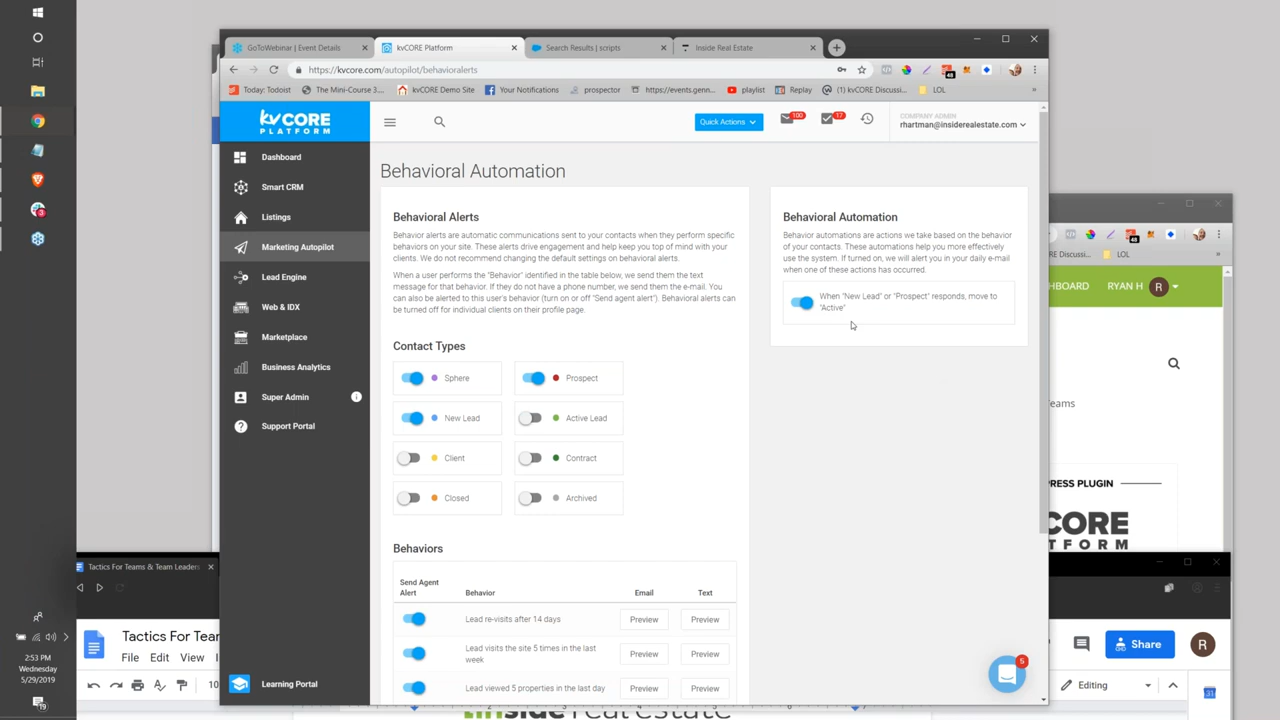 GoToWebinar | Event Details
kvCORE Platform
Search Results | scripts
Inside Real Estate
https://kvcore.com/autopilot/behavioralerts
48
Today: Todoist
The Mini-Course 3....
kvCORE Demo Site
Your Notifications
prospector
https://events.genn...
playlist
Replay
(1) kvCORE Discussi...
LOL
kvCORE
PLATFORM
Quick Actions
100
17
COMPANY ADMIN
rhartman@insiderealestate.com
Dashboard
Smart CRM
Listings
Marketing Autopilot
Lead Engine
Web & IDX
Marketplace
Business Analytics
Super Admin
Support Portal
Learning Portal
Behavioral Automation
Behavioral Alerts
Behavior alerts are automatic communications sent to your contacts when they perform specific
behaviors on your site. These alerts drive engagement and help keep you top of mind with your
clients. We do not recommend changing the default settings on behavioral alerts.
When a user performs the "Behavior" identified in the table below, we send them the text
message for that behavior. If they do not have a phone number, we send them the e-mail. You
can also be alerted to this user's behavior (turn on or off "Send agent alert"). Behavioral alerts can
be turned off for individual clients on their profile page.
Contact Types
Sphere
Prospect
New Lead
Active Lead
Client
Contract
Closed
Archived
Behaviors
Send Agent
Alert
Behavior
Email
Text
Lead re-visits after 14 days
Preview
Preview
Lead visits the site 5 times in the last
week
Preview
Preview
Lead viewed 5 properties in the last day
Preview
Preview
Behavioral Automation
Behavior automations are actions we take based on the behavior
of your contacts. These automations help you more effectively
use the system. If turned on, we will alert you in your daily e-mail
when one of these actions has occurred.
When "New Lead" or "Prospect" responds, move to
"Active"
5
48
Discussi...
LOL
HBOARD
RYAN H
R
eams
PRESS PLUGIN
CORE
FORM
Tactics For Teams & Team Leaders
Tactics For Tear
File
Edit
View
10
Share
R
Editing
inside real estate
2:53 PM
Wednesday
5/29/2019
19